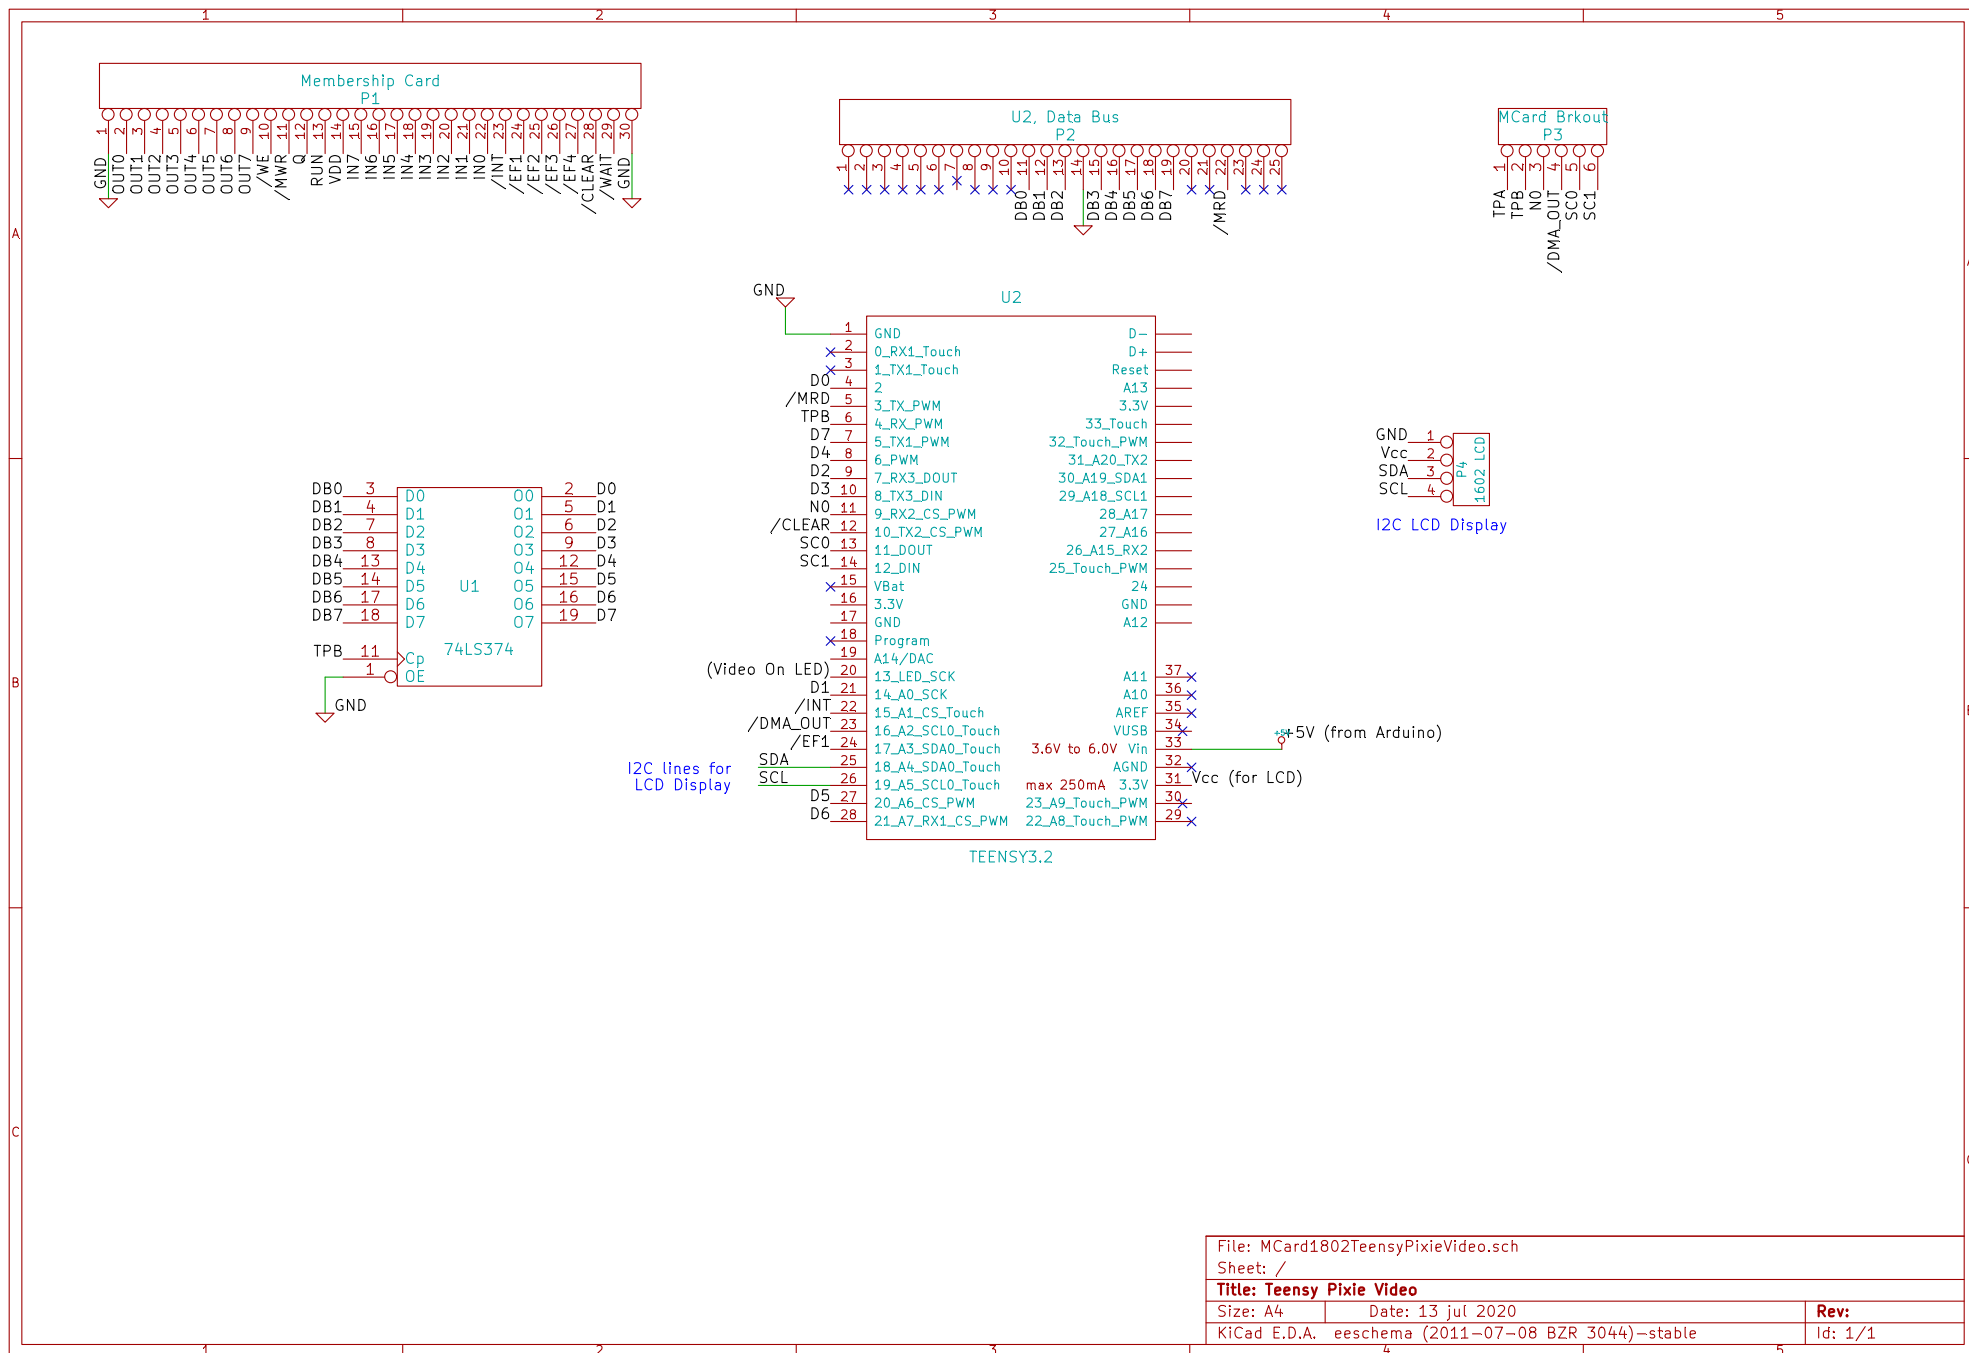 1 2 3 4 5
A
B
C
Membership Card
P1
1 2 3 4 5 6 7 8 9 10 11 12 13 14 15 16 17 18 19 20 21 22 23 24 25 26 27 28 29 30
GND OUT0 OUT1 OUT2 OUT3 OUT4 OUT5 OUT6 OUT7 /WE /MWR Q RUN VDD IN7 IN6 IN5 IN4 IN3 IN2 IN1 IN0 /INT /EF1 /EF2 /EF3 /EF4 /CLEAR /WAIT GND
U2, Data Bus
P2
1 2 3 4 5 6 7 8 9 10 11 12 13 14 15 16 17 18 19 20 21 22 23 24 25
DB0 DB1 DB2 DB3 DB4 DB5 DB6 DB7 /MRD
MCard Brkout
P3
1 2 3 4 5 6
TPA TPB N0 /DMA_OUT SC0 SC1
GND
U2
1 GND D-
2 0_RX1_Touch D+
3 1_TX1_Touch Reset
D0 4 2 A13
/MRD 5 3_TX_PWM 3.3V
TPB 6 4_RX_PWM 33_Touch
D7 7 5_TX1_PWM 32_Touch_PWM
D4 8 6_PWM 31_A20_TX2
D2 9 7_RX3_DOUT 30_A19_SDA1
D3 10 8_TX3_DIN 29_A18_SCL1
N0 11 9_RX2_CS_PWM 28_A17
/CLEAR 12 10_TX2_CS_PWM 27_A16
SC0 13 11_DOUT 26_A15_RX2
SC1 14 12_DIN 25_Touch_PWM
15 VBat 24
16 3.3V GND
17 GND A12
18 Program
19 A14/DAC
(Video On LED) 20 13_LED_SCK A11 37
D1 21 14_A0_SCK A10 36
/INT 22 15_A1_CS_Touch AREF 35
/DMA_OUT 23 16_A2_SCL0_Touch VUSB 34
/EF1 24 17_A3_SDA0_Touch 3.6V to 6.0V Vin 33
SDA 25 18_A4_SDA0_Touch AGND 32
SCL 26 19_A5_SCL0_Touch max 250mA 3.3V 31
D5 27 20_A6_CS_PWM 23_A9_Touch_PWM 30
D6 28 21_A7_RX1_CS_PWM 22_A8_Touch_PWM 29
TEENSY3.2
+5V
+5V (from Arduino)
Vcc (for LCD)
I2C lines for
LCD Display
DB0 3 D0 O0 2 D0
DB1 4 D1 O1 5 D1
DB2 7 D2 O2 6 D2
DB3 8 D3 O3 9 D3
DB4 13 D4 O4 12 D4
DB5 14 D5 O5 15 D5
DB6 17 D6 O6 16 D6
DB7 18 D7 O7 19 D7
U1
74LS374
TPB 11 Cp
1 OE
GND
GND 1
Vcc 2
SDA 3
SCL 4
P4
1602 LCD
I2C LCD Display
File: MCard1802TeensyPixieVideo.sch
Sheet: /
Title: Teensy Pixie Video
Size: A4 Date: 13 jul 2020 Rev:
KiCad E.D.A. eeschema (2011-07-08 BZR 3044)-stable Id: 1/1
1 2 3 4 5